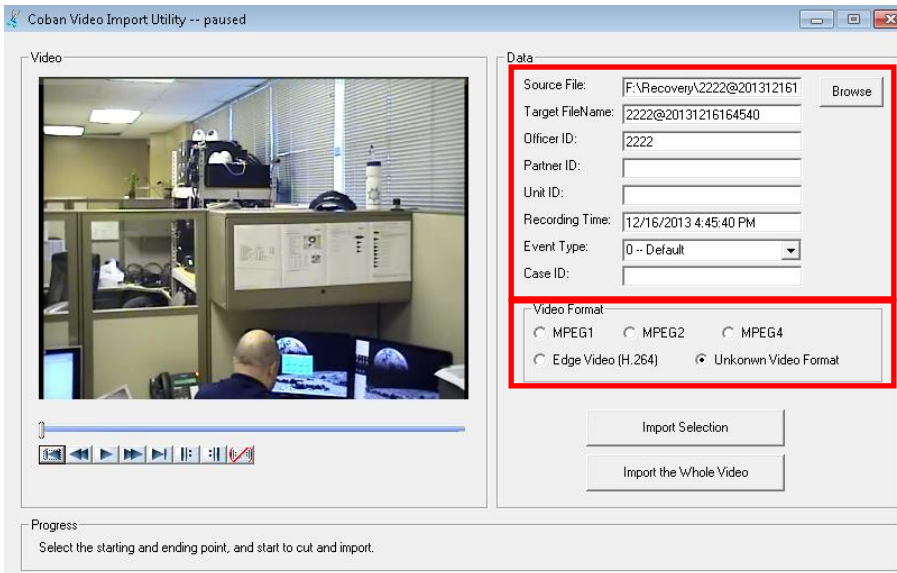 Coban Video Import Utility -- paused
Video
Data
Source File: F:\Recovery\2222@201312161
Browse
Target FileName: 2222@20131216164540
Officer ID: 2222
Partner ID:
Unit ID:
Recording Time: 12/16/2013 4:45:40 PM
Event Type: 0 -- Default
Case ID:
Video Format
MPEG1 MPEG2 MPEG4
Edge Video (H.264) Unkonwn Video Format
Import Selection
Import the Whole Video
Progress
Select the starting and ending point, and start to cut and import.